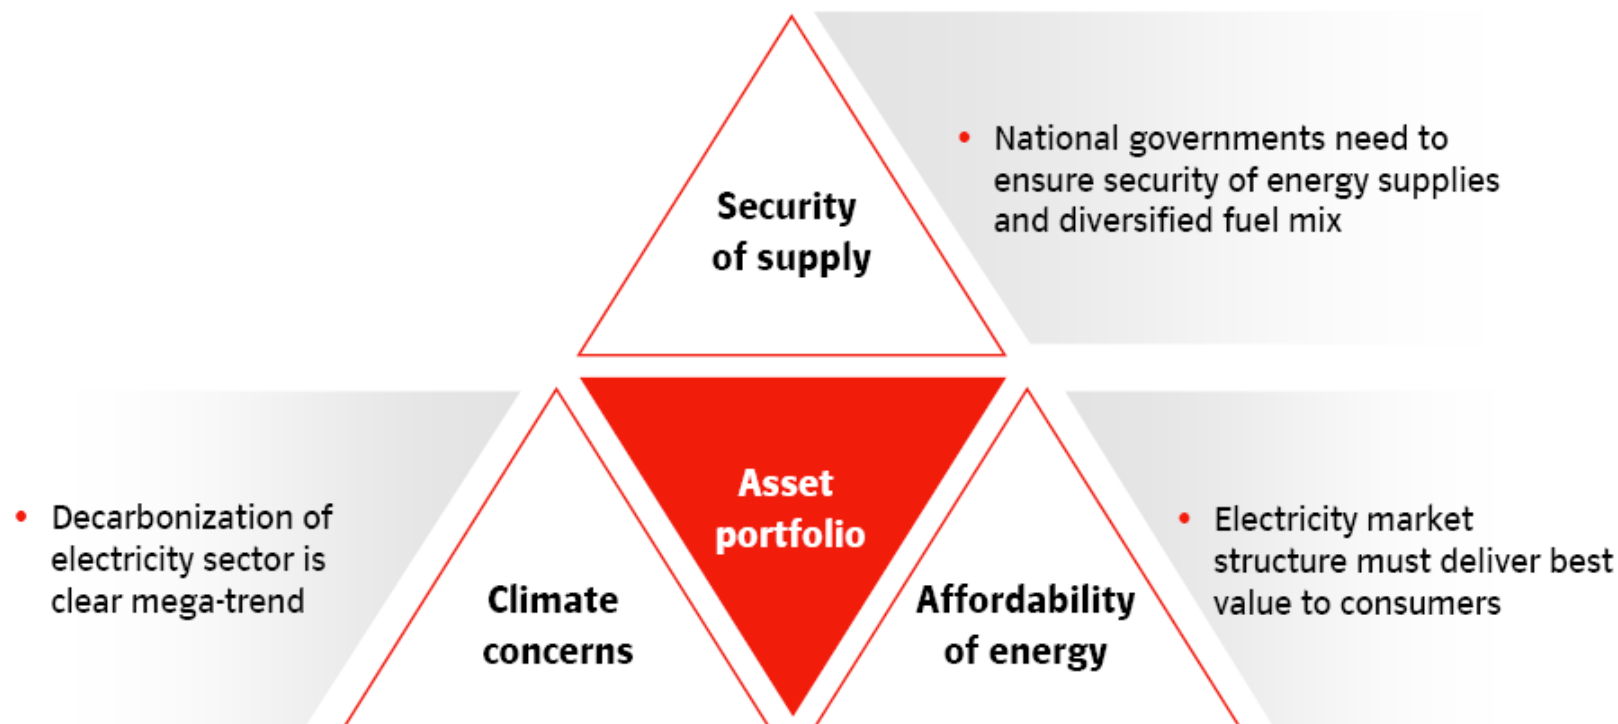 Security
of supply
• National governments need to
ensure security of energy supplies
and diversified fuel mix
Asset
portfolio
• Decarbonization of
electricity sector is
clear mega-trend
Climate
concerns
Affordability
of energy
• Electricity market
structure must deliver best
value to consumers